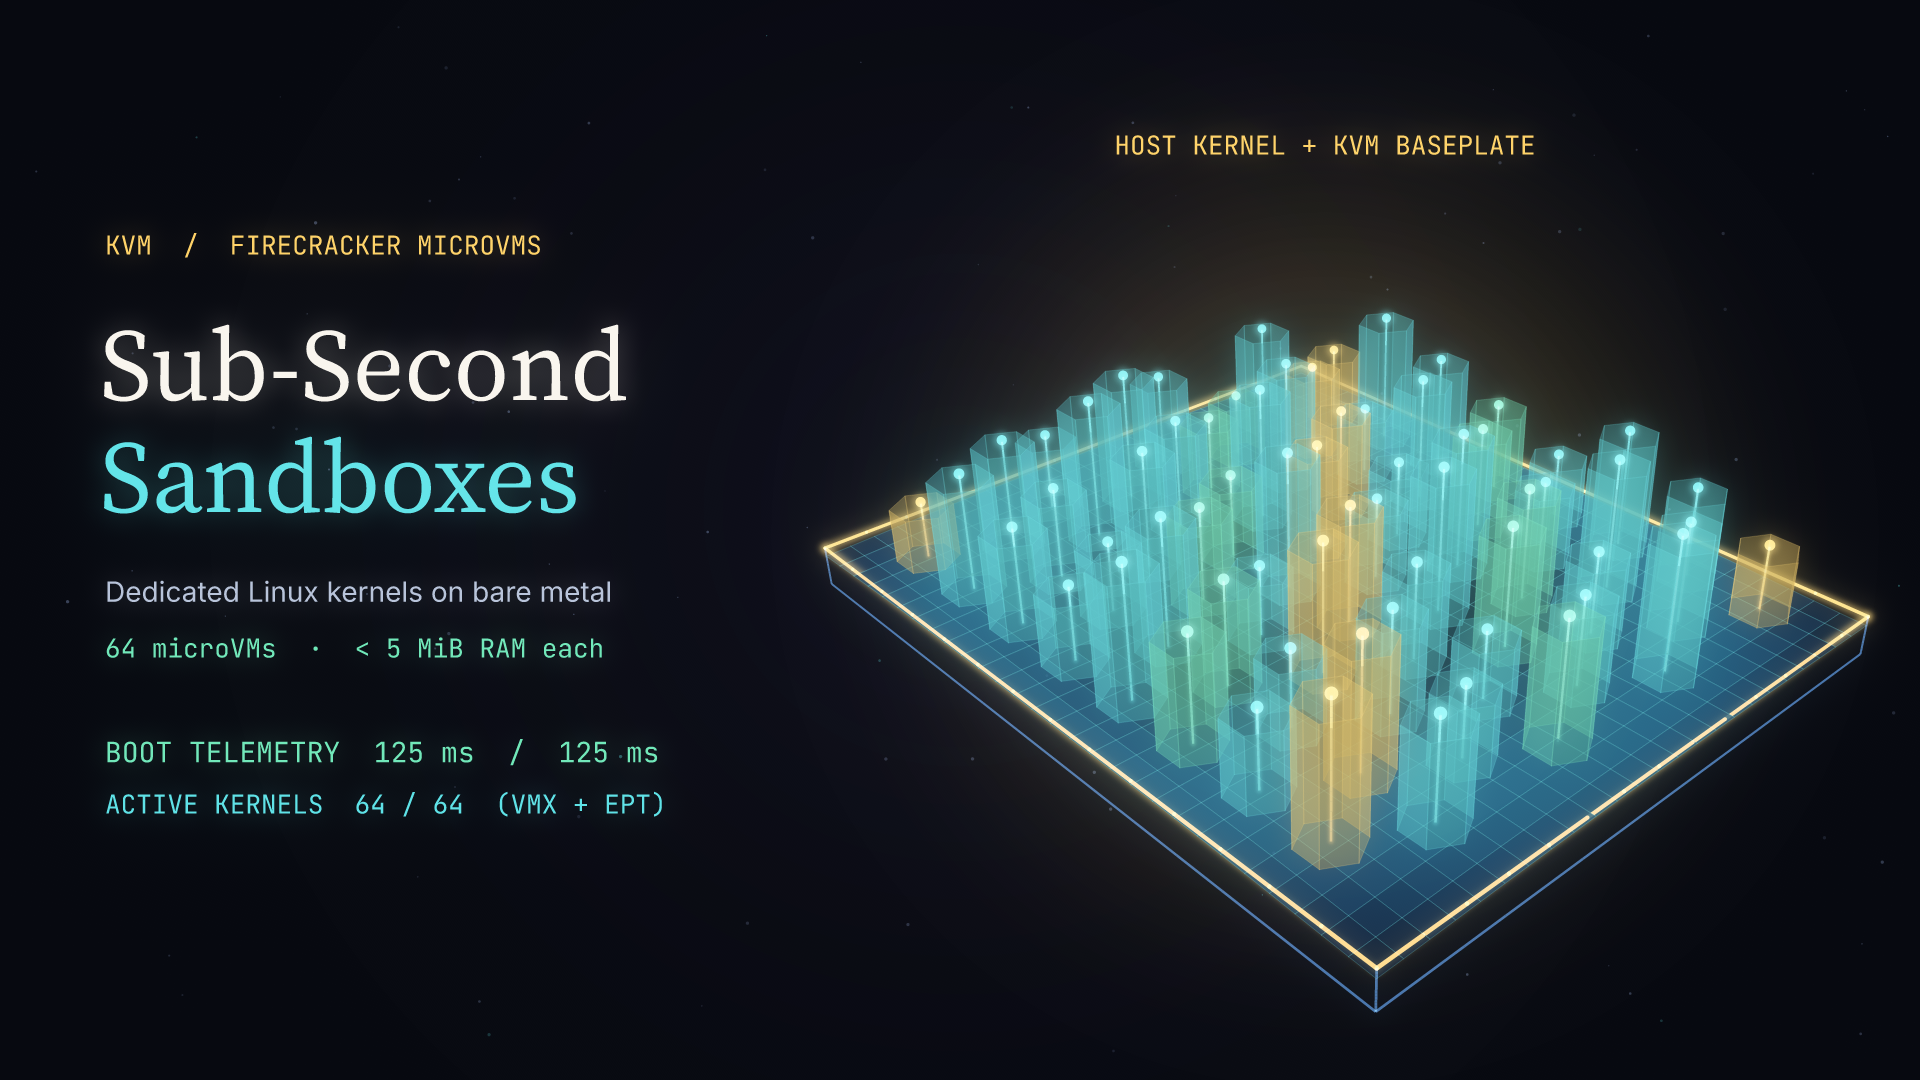 HOST KERNEL + KVM BASEPLATE
KVM / FIRECRACKER MICROVMS
Sub-Second
Sandboxes
Dedicated Linux kernels on bare metal
64 microVMs · < 5 MiB RAM each
BOOT TELEMETRY 125 ms / 125 ms
ACTIVE KERNELS 64 / 64 (VMX + EPT)